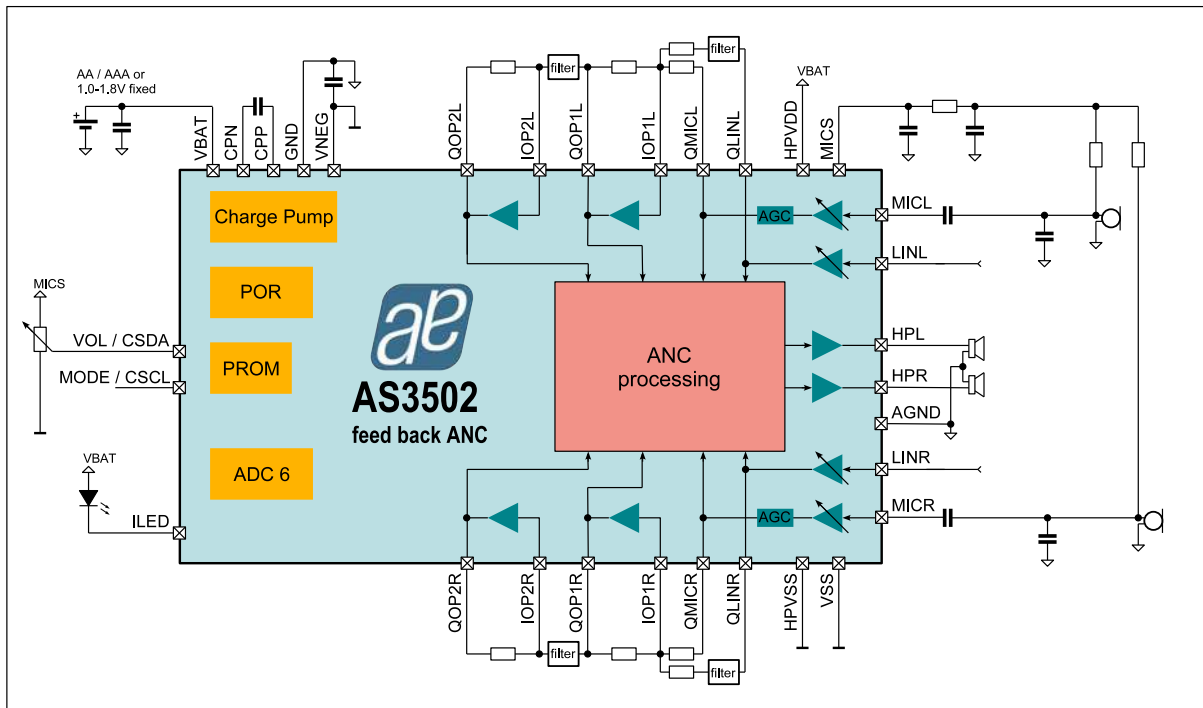 AA / AAA or
1.0-1.8V fixed
VBAT
CPN
CPP
GND
VNEG
QOP2L
IOP2L
QOP1L
IOP1L
QMICL
QLINL
filter
filter
VBAT
HPVDD
MICS
Charge Pump
POR
PROM
ADC 6
MICS
VOL / CSDA
MODE / CSCL
VBAT
ILED
ae
AS3502
feed back ANC
ANC
processing
AGC
AGC
MICL
LINL
HPL
HPR
AGND
LINR
MICR
QOP2R
IOP2R
QOP1R
IOP1R
QMICR
QLINR
HPVSS
VSS
filter
filter